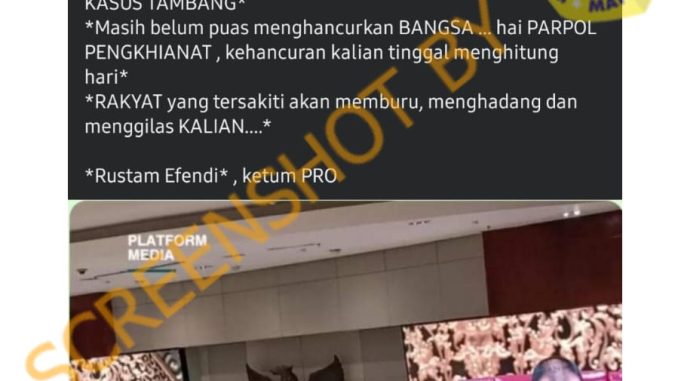 KASUS TAMBANG*
*Masih belum puas menghancurkan BANGSA ... hai PARPOL
PENGKHIANAT , kehancuran kalian tinggal menghitung
hari*
*RAKYAT yang tersakiti akan memburu, menghadang dan
menggilas KALIAN....*
*Rustam Efendi* , ketum PRO
PLATFORM
MEDIA
SCREENSHOT BY